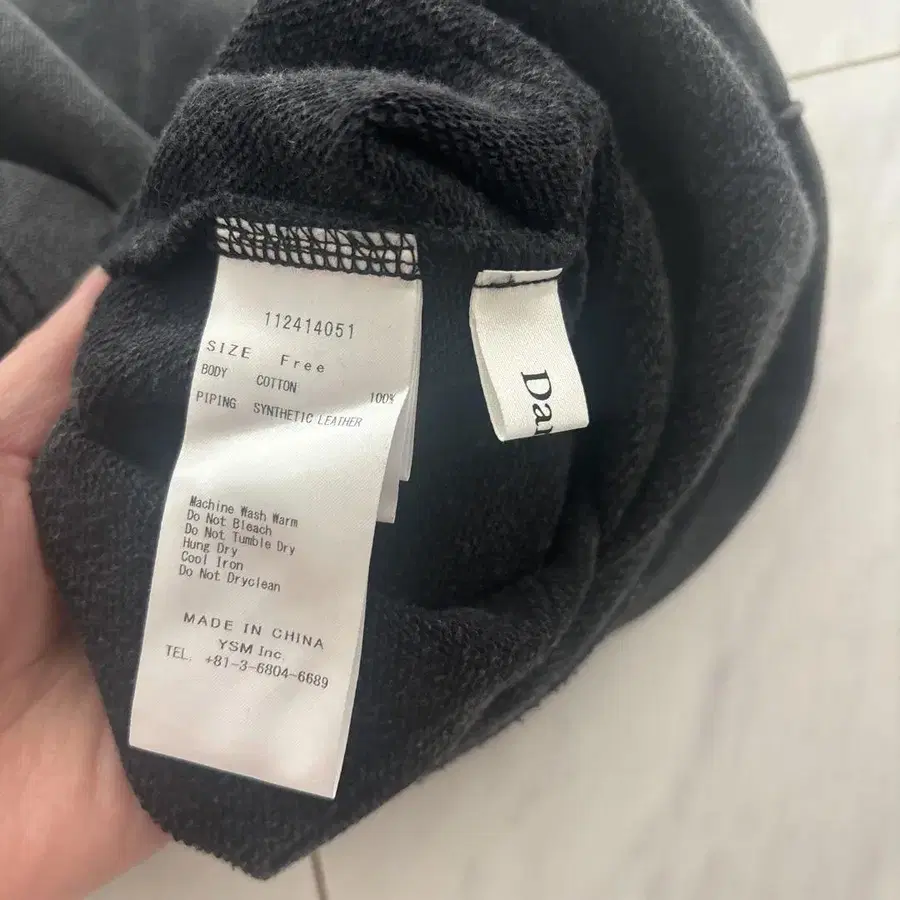 112414051
SIZE Free
BODY COTTON 100%
PIPING SYNTHETIC LEATHER
Machine Wash Warm
Do Not Bleach
Do Not Tumble Dry
Hung Dry
Cool Iron
Do Not Dryclean
MADE IN CHINA
YSM Inc.
TEL. +81-3-6804-6689